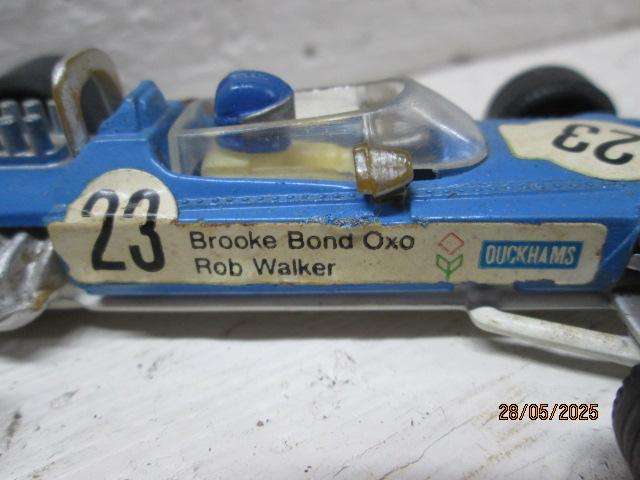 23
23
Brooke Bond Oxo
Rob Walker
DUCKHAMS
28/05/2025